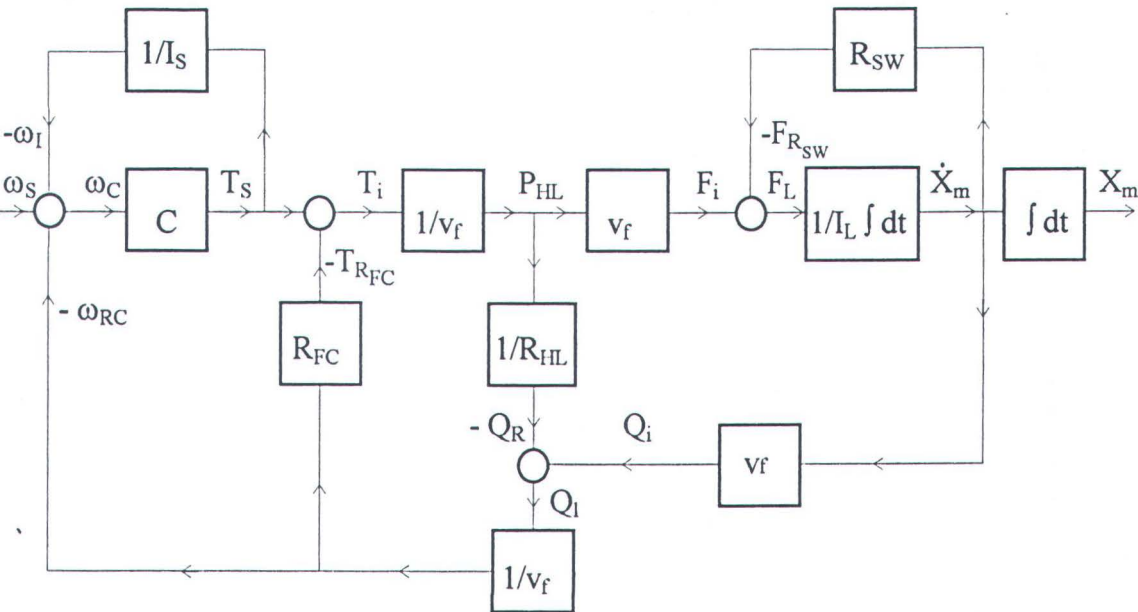 1/I_S
R_SW
-ω_I
-F_R_SW
ω_S
ω_C
C
T_S
T_i
1/v_f
P_HL
v_f
F_i
F_L
1/I_L ∫ dt
Ẋ_m
∫ dt
X_m
-T_R_FC
- ω_RC
R_FC
1/R_HL
- Q_R
Q_i
v_f
Q_l
1/v_f